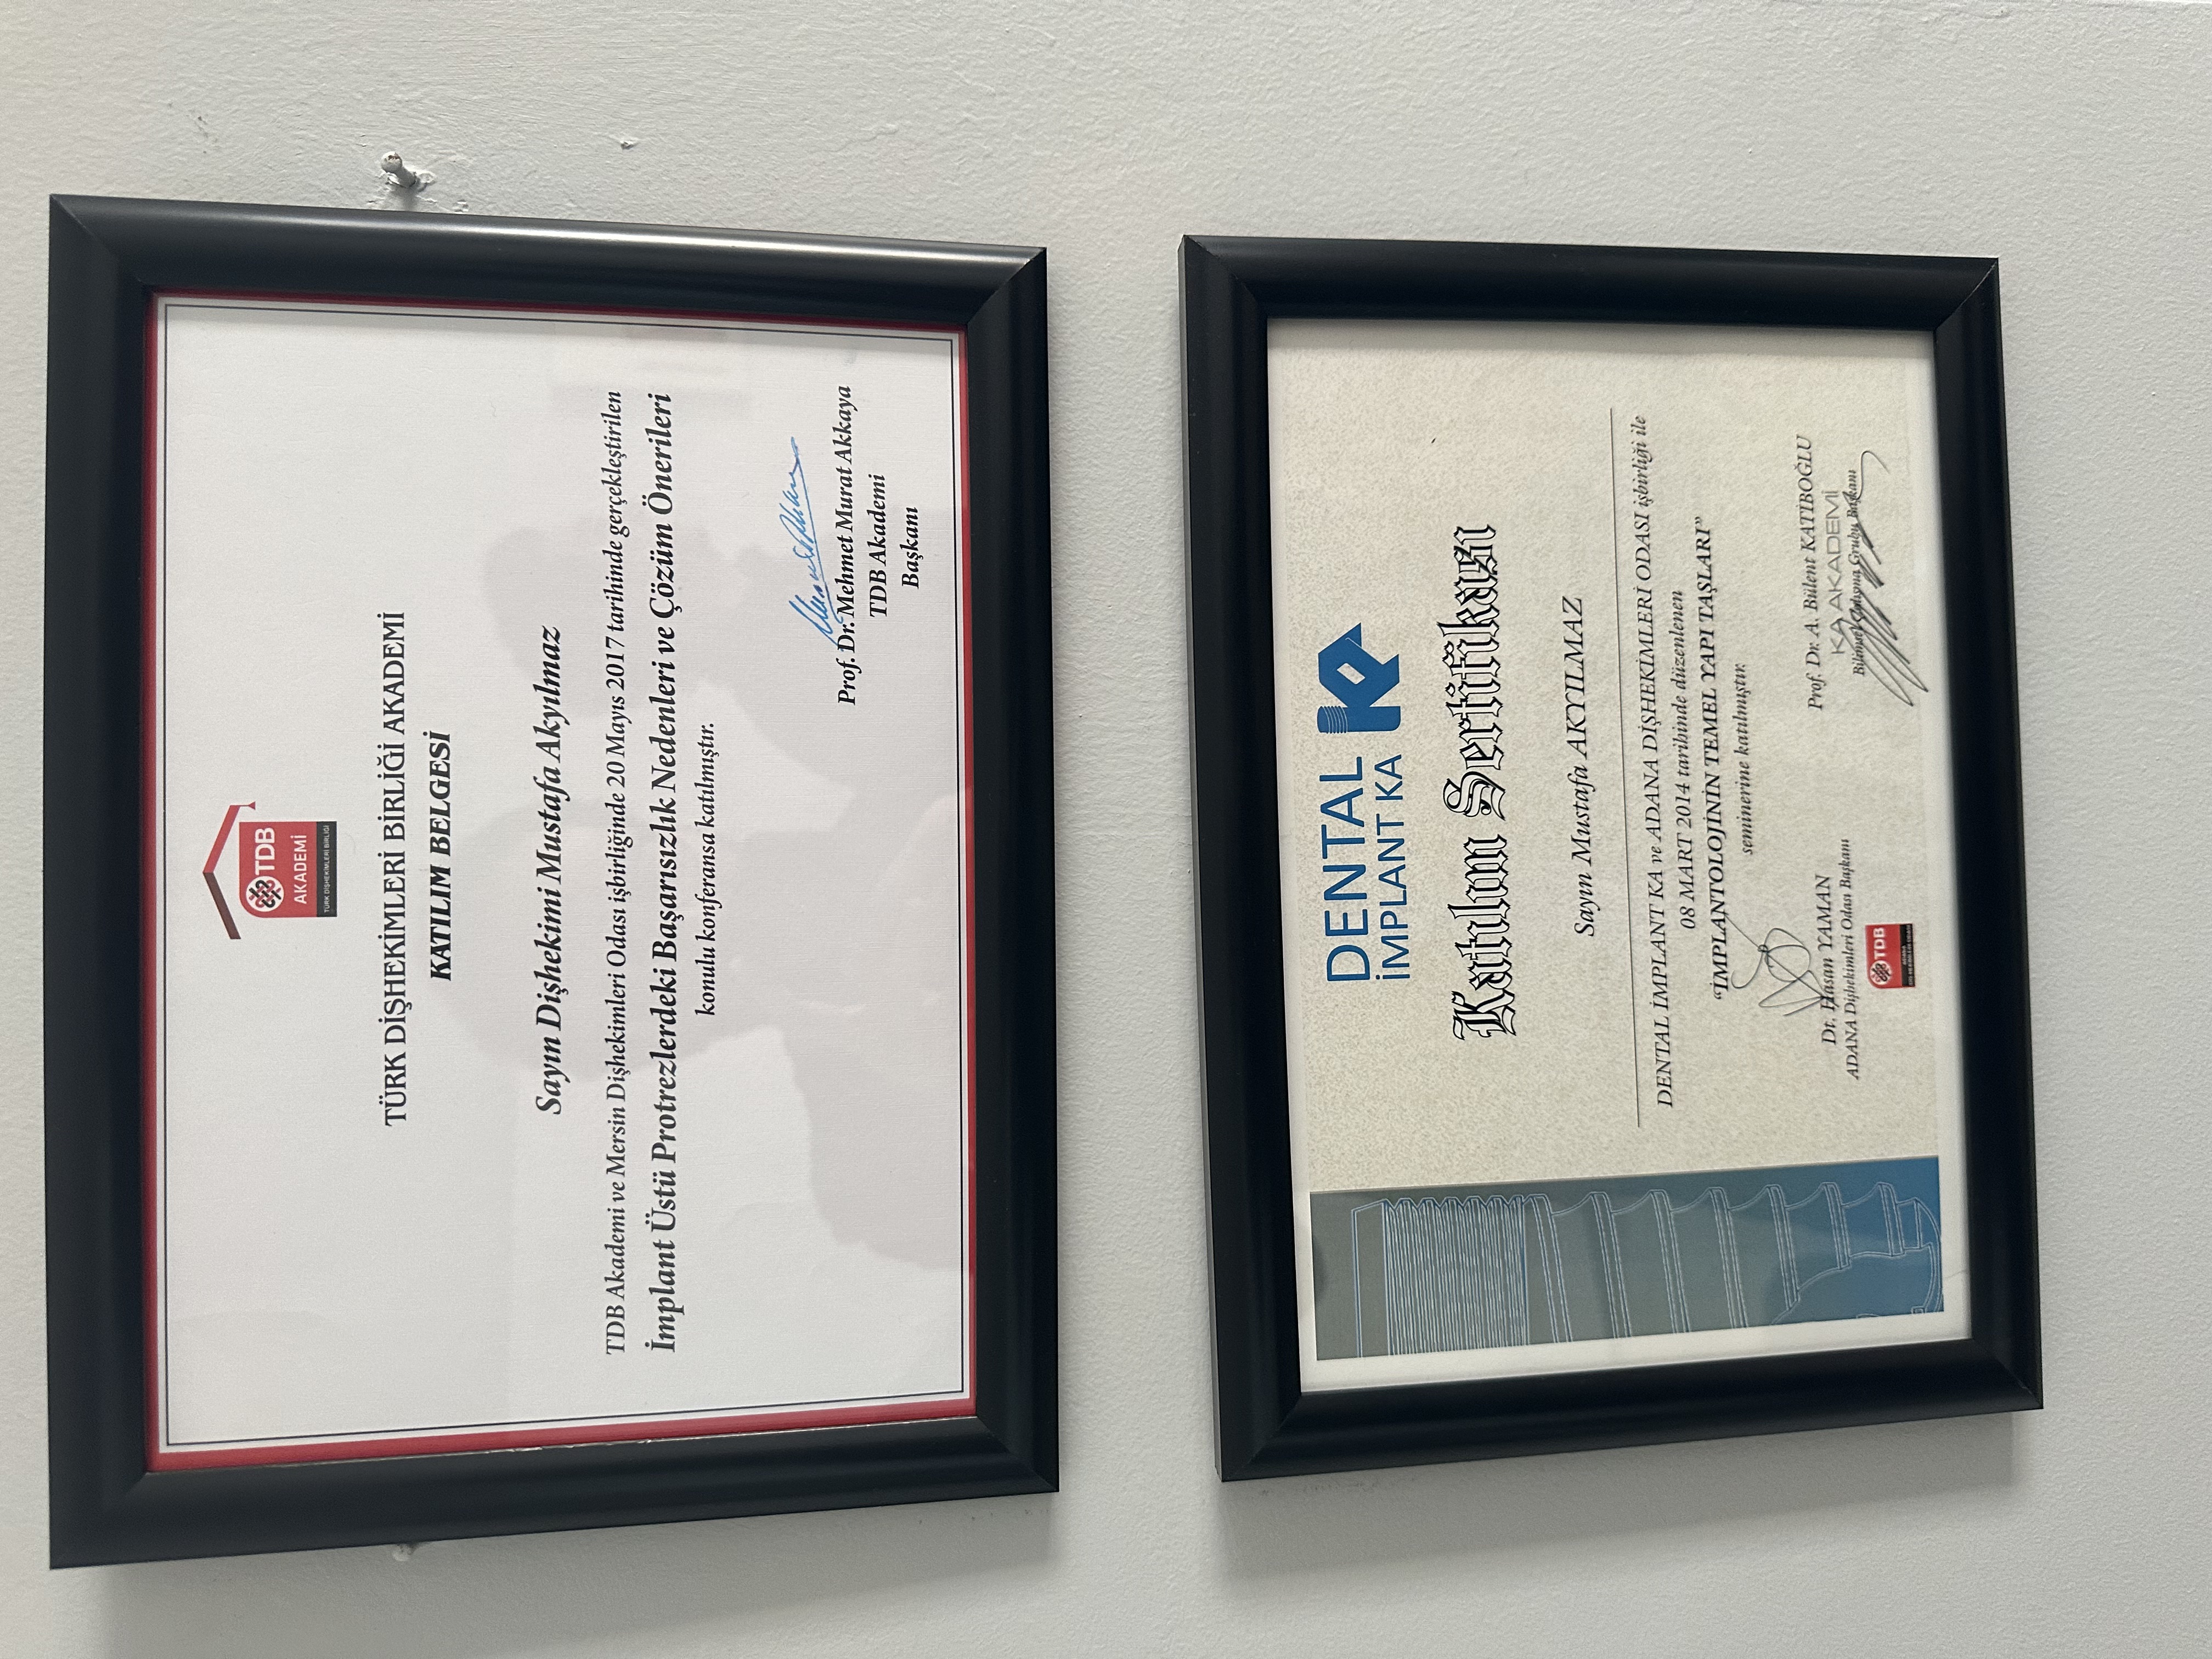 TDB
AKADEMİ
TÜRK DİŞHEKİMLERİ BİRLİĞİ
TÜRK DİŞHEKİMLERİ BİRLİĞİ AKADEMİ
KATILIM BELGESİ
Sayın Dişhekimi Mustafa Akyılmaz
TDB Akademi ve Mersin Dişhekimleri Odası işbirliğinde 20 Mayıs 2017 tarihinde gerçekleştirilen
İmplant Üstü Protrezlerdeki Başarısızlık Nedenleri ve Çözüm Önerileri
konulu konferansa katılmıştır.
Prof. Dr. Mehmet Murat Akkaya
TDB Akademi
Başkanı
DENTAL
İMPLANT KA
Katılım Sertifikası
Sayın Mustafa AKYILMAZ
DENTAL İMPLANT KA ve ADANA DİŞHEKİMLERİ ODASI işbirliği ile
08 MART 2014 tarihinde düzenlenen
“İMPLANTOLOJİNİN TEMEL YAPI TAŞLARI”
seminerine katılmıştır.
Dt. Hasan YAMAN
ADANA Dişhekimleri Odası Başkanı
TDB
Prof. Dr. A. Bülent KATİBOĞLU
KA AKADEMİ
Bilimsel Çalışma Grubu Başkanı